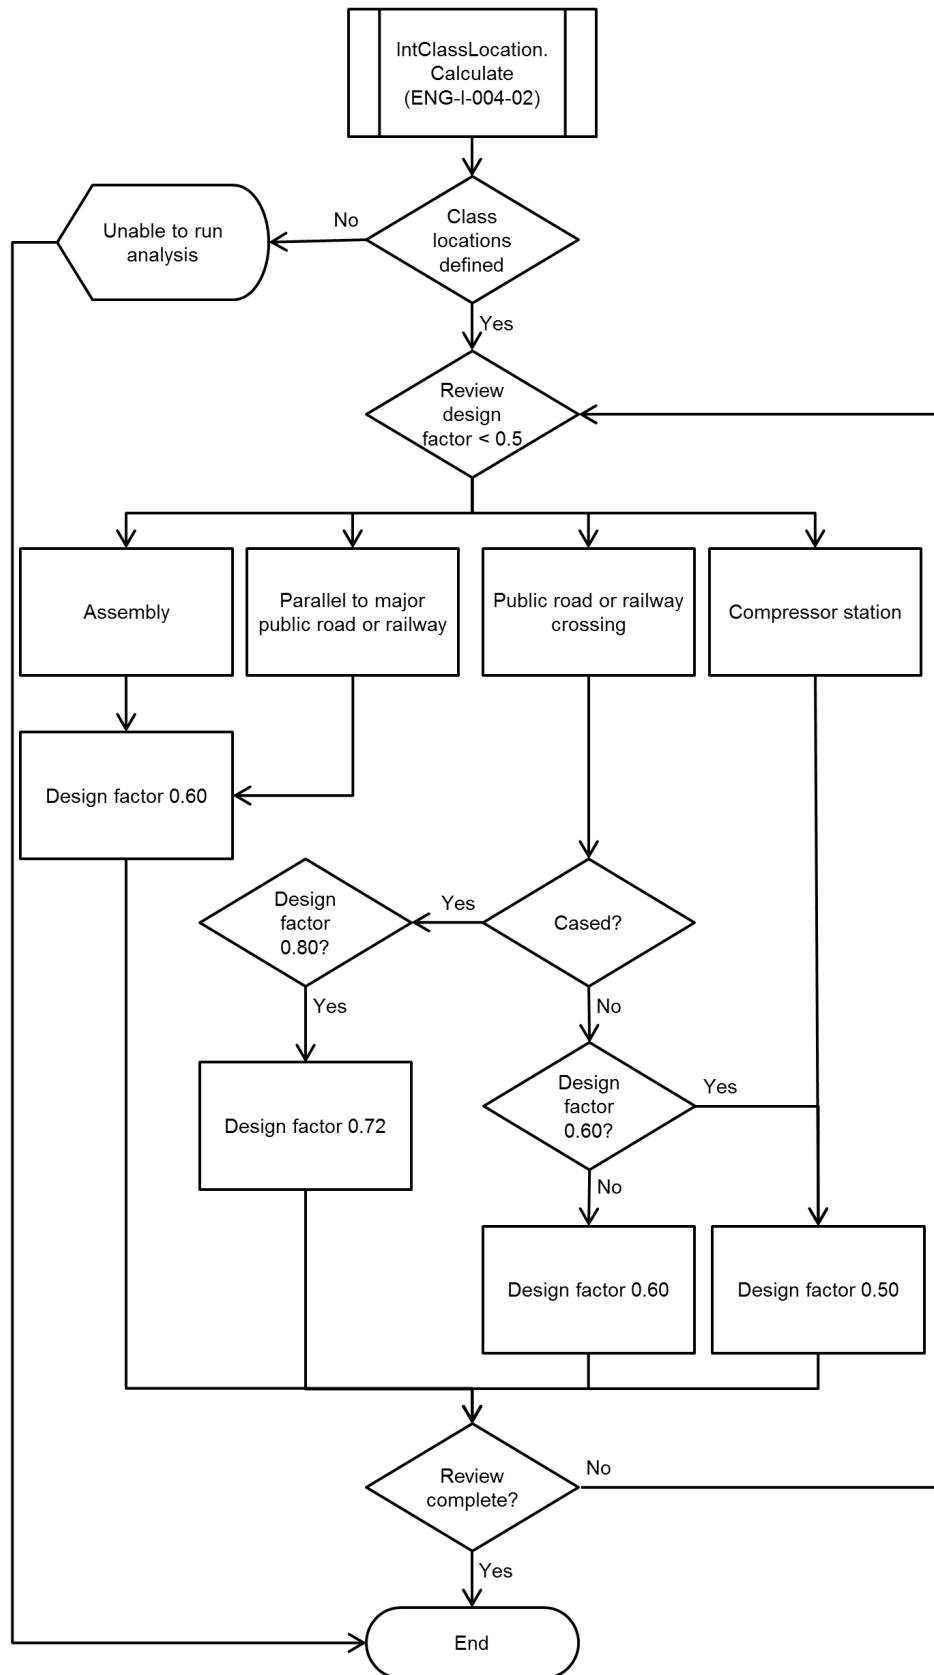 IntClassLocation.
Calculate
(ENG-I-004-02)
Class
locations
defined
No
Unable to run
analysis
Yes
Review
design
factor < 0.5
Assembly
Parallel to major
public road or railway
Public road or railway
crossing
Compressor station
Design factor 0.60
Cased?
Yes
Design
factor
0.80?
Yes
No
Design factor 0.72
Design
factor
0.60?
Yes
No
Design factor 0.60
Design factor 0.50
Review
complete?
No
Yes
End